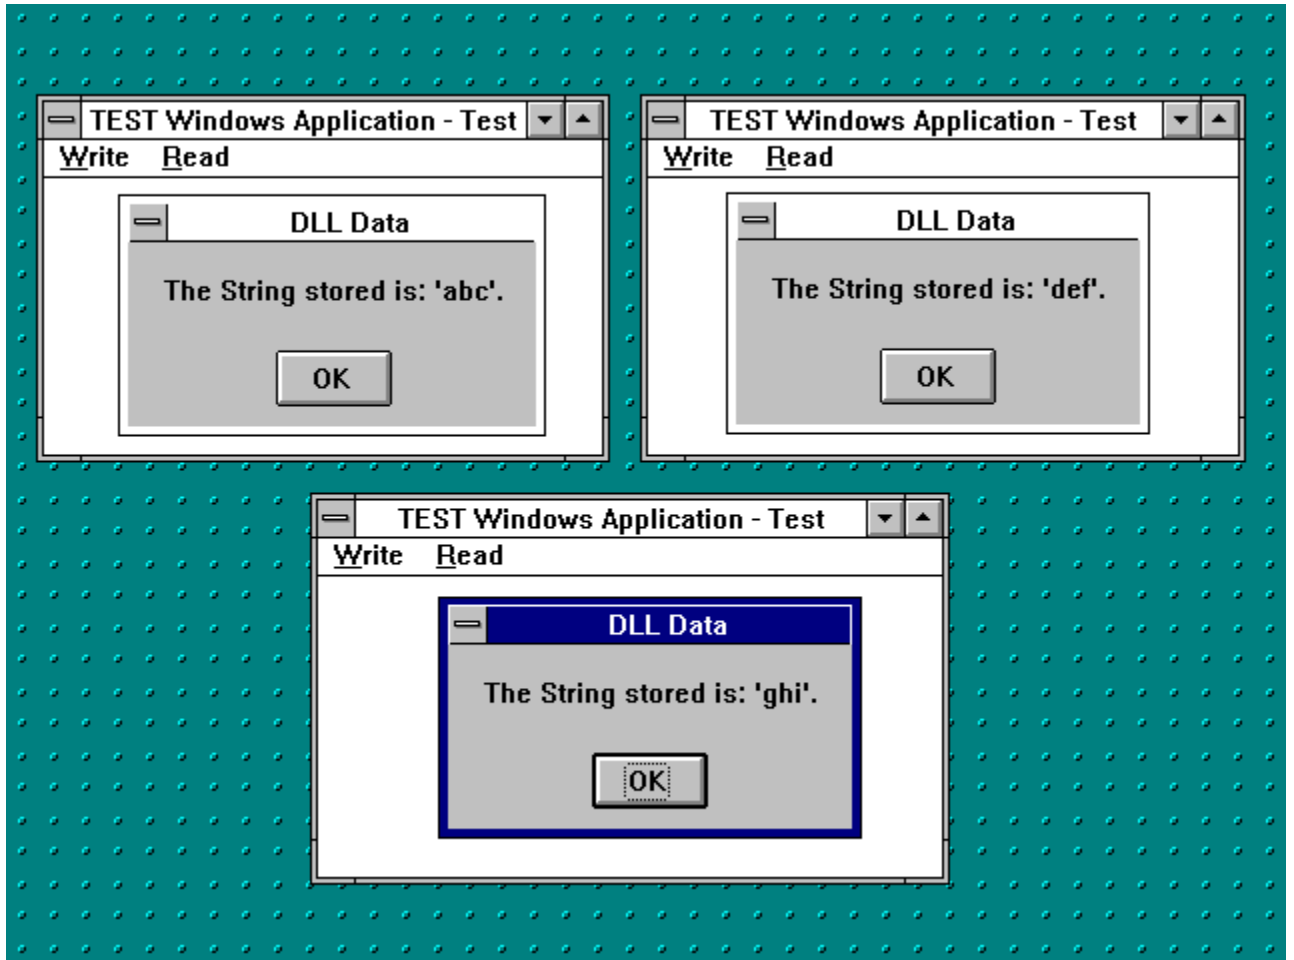 TEST Windows Application - Test
Write Read
DLL Data
The String stored is: 'abc'.
OK
TEST Windows Application - Test
Write Read
DLL Data
The String stored is: 'def'.
OK
TEST Windows Application - Test
Write Read
DLL Data
The String stored is: 'ghi'.
OK